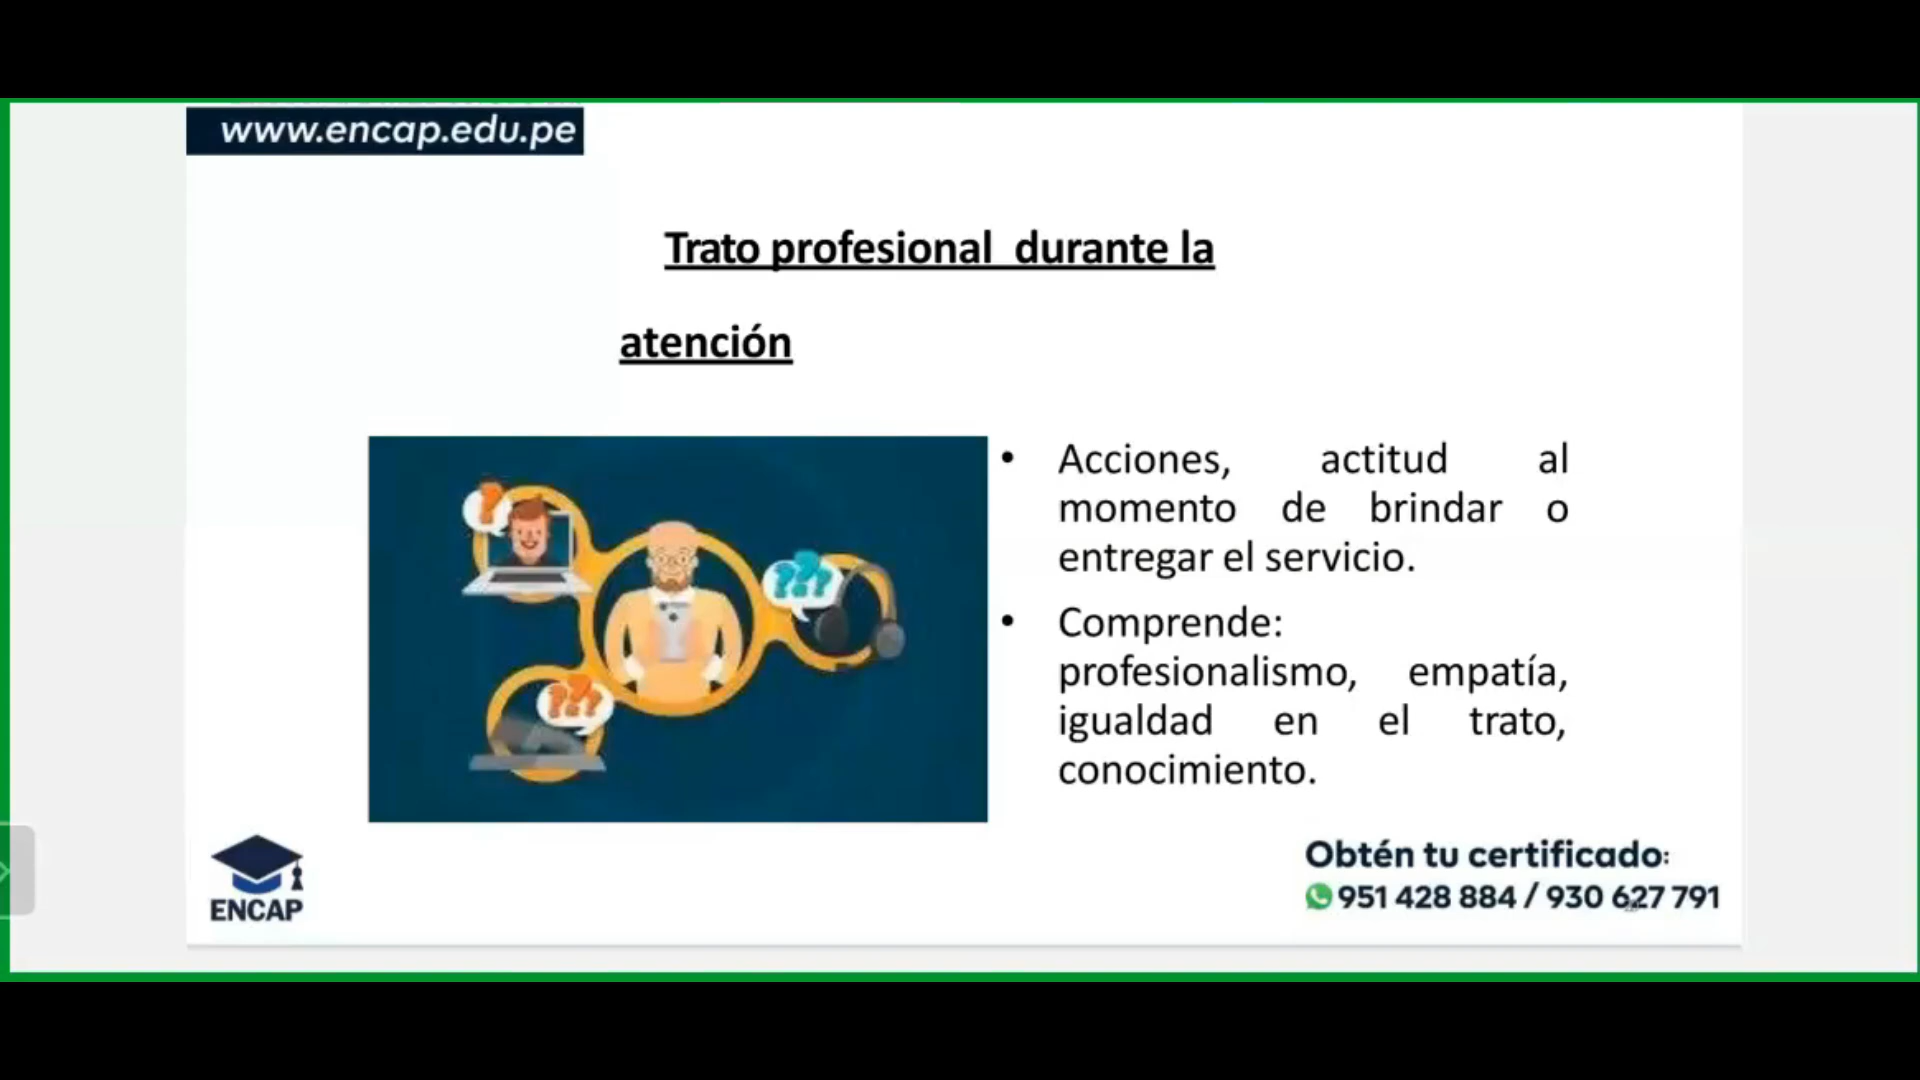 www.encap.edu.pe
Trato profesional durante la
atención
?
???
???
• Acciones, actitud al
momento de brindar o
entregar el servicio.
• Comprende:
profesionalismo, empatía,
igualdad en el trato,
conocimiento.
ENCAP
Obtén tu certificado:
951 428 884 / 930 627 791